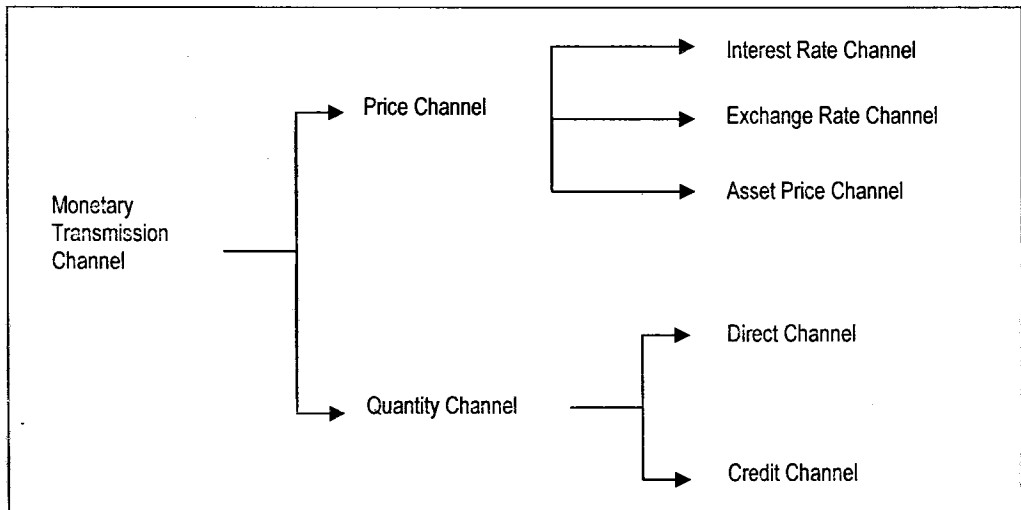 Interest Rate Channel
Price Channel
Exchange Rate Channel
Asset Price Channel
Monetary
Transmission
Channel
Direct Channel
Quantity Channel
Credit Channel